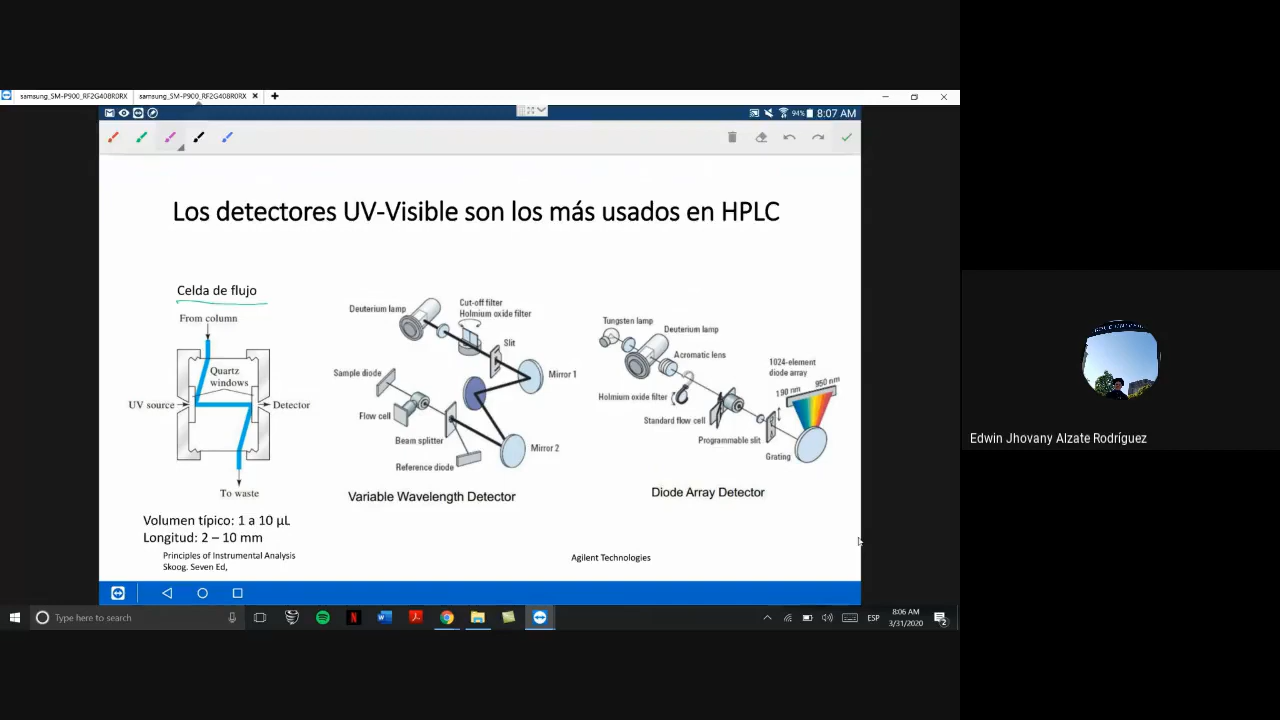 samsung_SM-P900_RF2G408R0RX
samsung_SM-P900_RF2G408R0RX
94%
8:07 AM
Los detectores UV-Visible son los más usados en HPLC
Celda de flujo
From column
Quartz
windows
UV source
Detector
To waste
Volumen típico: 1 a 10 µL
Longitud: 2 – 10 mm
Principles of Instrumental Analysis
Skoog. Seven Ed,
Deuterium lamp
Cut-off filter
Holmium oxide filter
Slit
Mirror 1
Sample diode
Flow cell
Beam splitter
Mirror 2
Reference diode
Variable Wavelength Detector
Tungsten lamp
Deuterium lamp
Acromatic lens
1024-element
diode array
190 nm
950 nm
Holmium oxide filter
Standard flow cell
Programmable slit
Grating
Diode Array Detector
Agilent Technologies
Edwin Jhovany Alzate Rodríguez
Type here to search
ESP
8:06 AM
3/31/2020
2